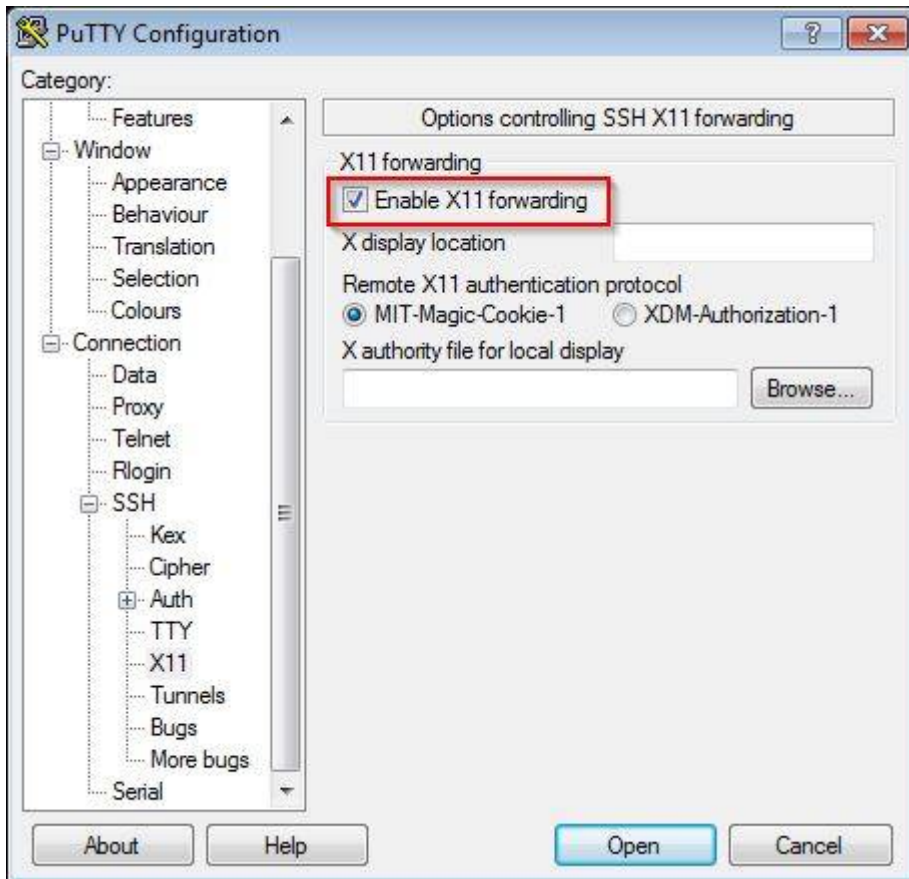 PuTTY Configuration
Category:
Features
Window
Appearance
Behaviour
Translation
Selection
Colours
Connection
Data
Proxy
Telnet
Rlogin
SSH
Kex
Cipher
Auth
TTY
X11
Tunnels
Bugs
More bugs
Serial
Options controlling SSH X11 forwarding
X11 forwarding
Enable X11 forwarding
X display location
Remote X11 authentication protocol
MIT-Magic-Cookie-1 XDM-Authorization-1
X authority file for local display
Browse...
About Help Open Cancel